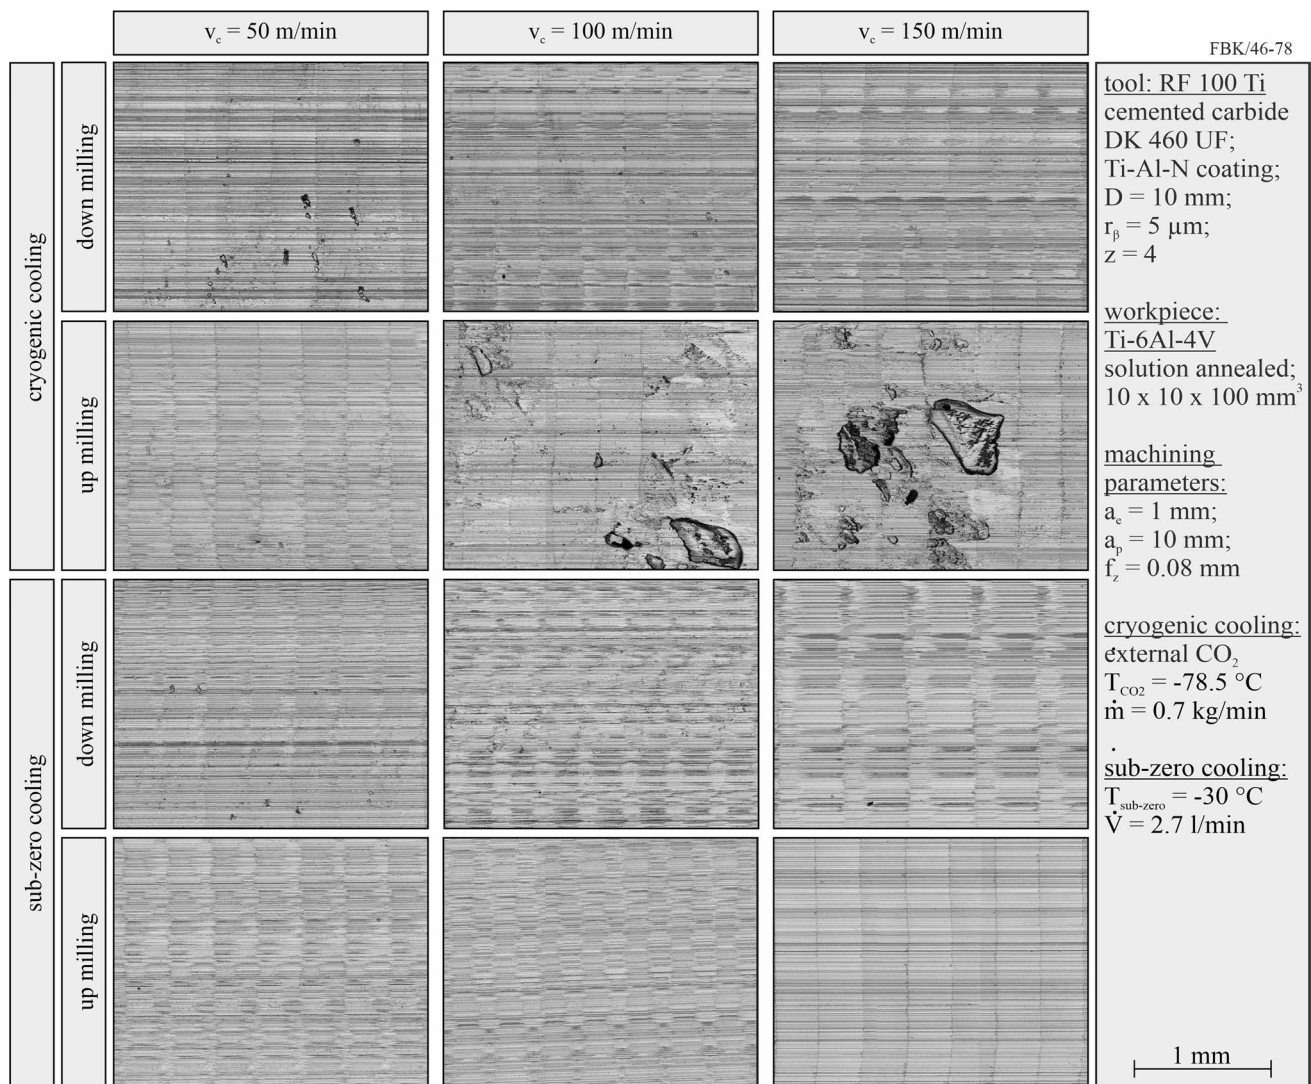 v_c = 50 m/min
v_c = 100 m/min
v_c = 150 m/min
FBK/46-78
cryogenic cooling
down milling
up milling
sub-zero cooling
down milling
up milling
tool: RF 100 Ti
cemented carbide
DK 460 UF;
Ti-Al-N coating;
D = 10 mm;
r_β = 5 µm;
z = 4
workpiece:
Ti-6Al-4V
solution annealed;
10 x 10 x 100 mm³
machining
parameters:
a_e = 1 mm;
a_p = 10 mm;
f_z = 0.08 mm
cryogenic cooling:
external CO₂
T_CO2 = -78.5 °C
ṁ = 0.7 kg/min
sub-zero cooling:
T_sub-zero = -30 °C
V̇ = 2.7 l/min
1 mm